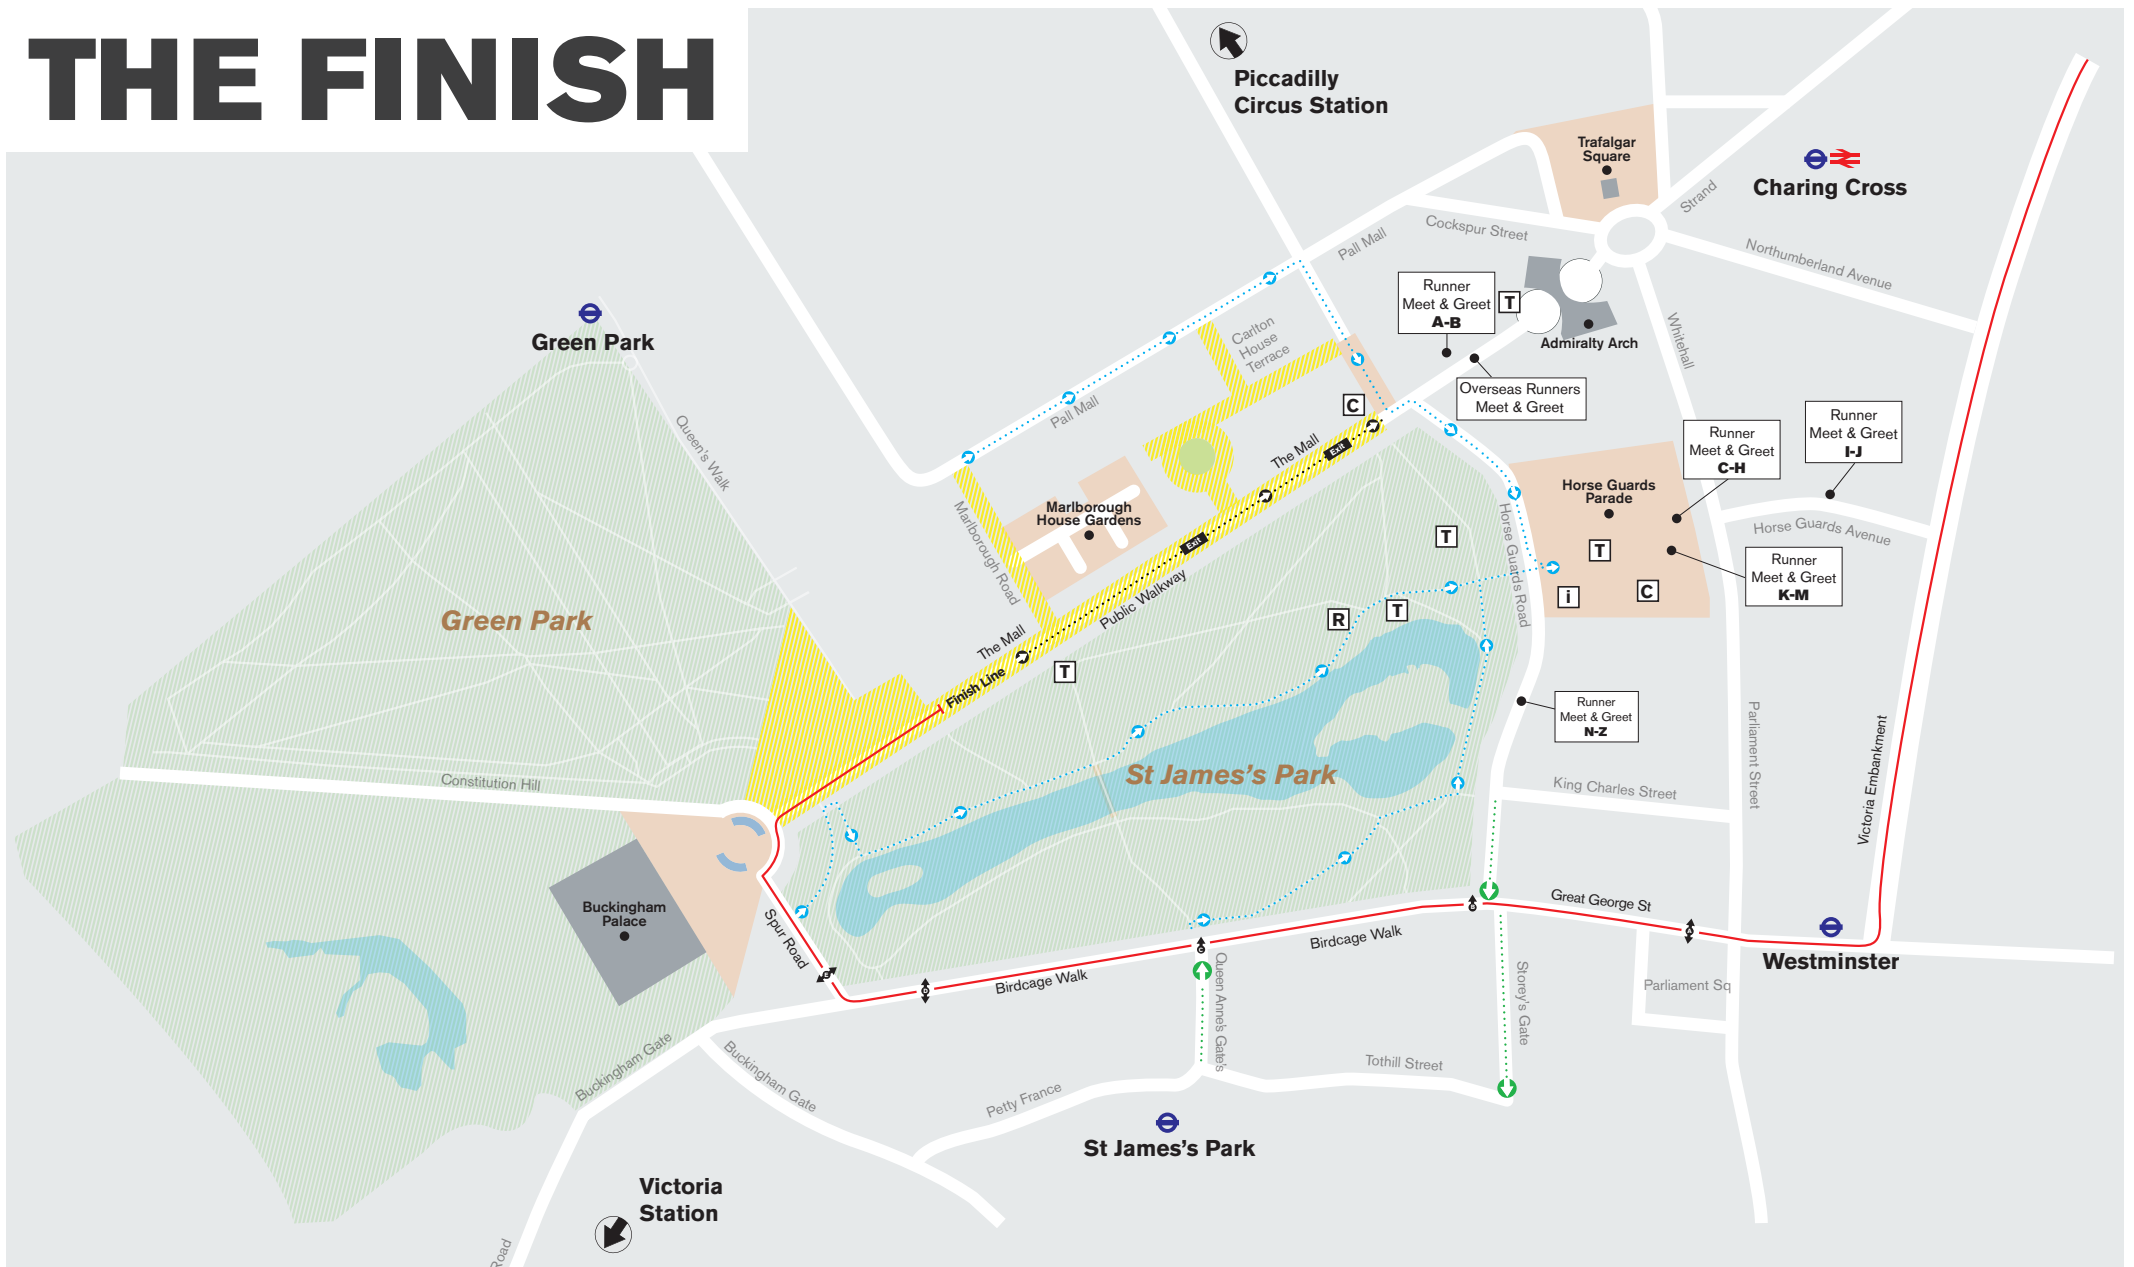 THE FINISH
Piccadilly
Circus Station
Trafalgar
Square
Charing Cross
Strand
Cockspur Street
Pall Mall
Northumberland Avenue
Whitehall
Runner
Meet & Greet
A-B
T
Admiralty Arch
Overseas Runners
Meet & Greet
Green Park
Queen's Walk
Carlton
House
Terrace
Pall Mall
C
The Mall
Exit
Runner
Meet & Greet
C-H
Runner
Meet & Greet
I-J
Horse Guards
Parade
Horse Guards Avenue
Runner
Meet & Greet
K-M
T
i
C
Horse Guards Road
T
T
R
Marlborough
House Gardens
Marlborough Road
Exit
Public Walkway
The Mall
T
Finish Line
Green Park
Constitution Hill
St James's Park
Runner
Meet & Greet
N-Z
King Charles Street
Parliament Street
Victoria Embankment
Buckingham
Palace
Spur Road
E
D
Birdcage Walk
C
Birdcage Walk
B
Great George St
A
Westminster
Parliament Sq
Queen Anne's Gate's
Storey's Gate
Tothill Street
Petty France
St James's Park
Buckingham Gate
Buckingham Gate
Victoria
Station
Road